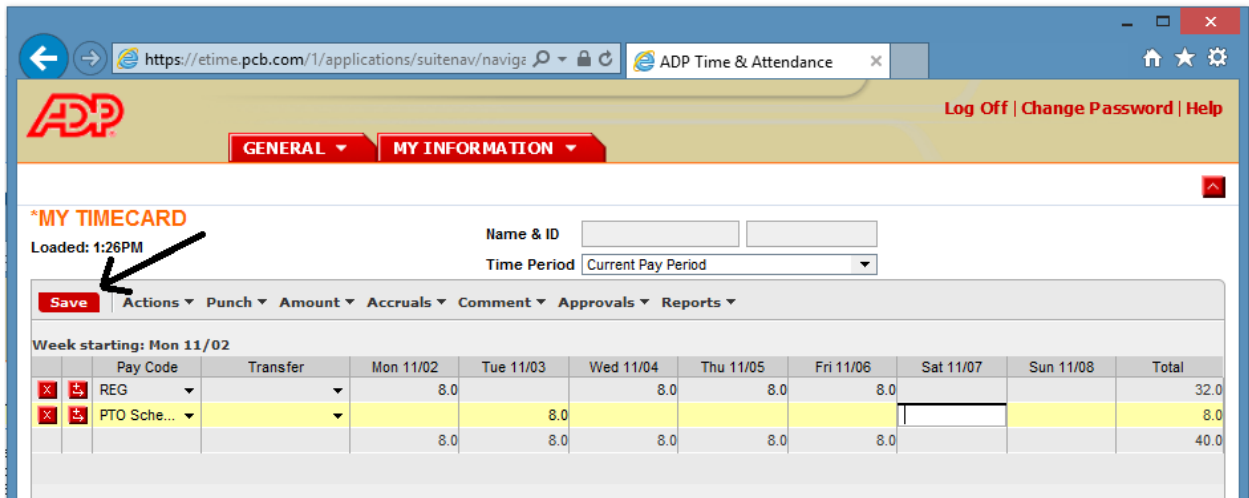 https://etime.pcb.com/1/applications/suitenav/naviga
ADP Time & Attendance
ADP
Log Off | Change Password | Help
GENERAL
MY INFORMATION
*MY TIMECARD
Loaded: 1:26PM
Name & ID
Time Period Current Pay Period
Save Actions Punch Amount Accruals Comment Approvals Reports
Week starting: Mon 11/02
Pay Code Transfer Mon 11/02 Tue 11/03 Wed 11/04 Thu 11/05 Fri 11/06 Sat 11/07 Sun 11/08 Total
REG 8.0 8.0 8.0 8.0 32.0
PTO Sche... 8.0 8.0
8.0 8.0 8.0 8.0 8.0 40.0